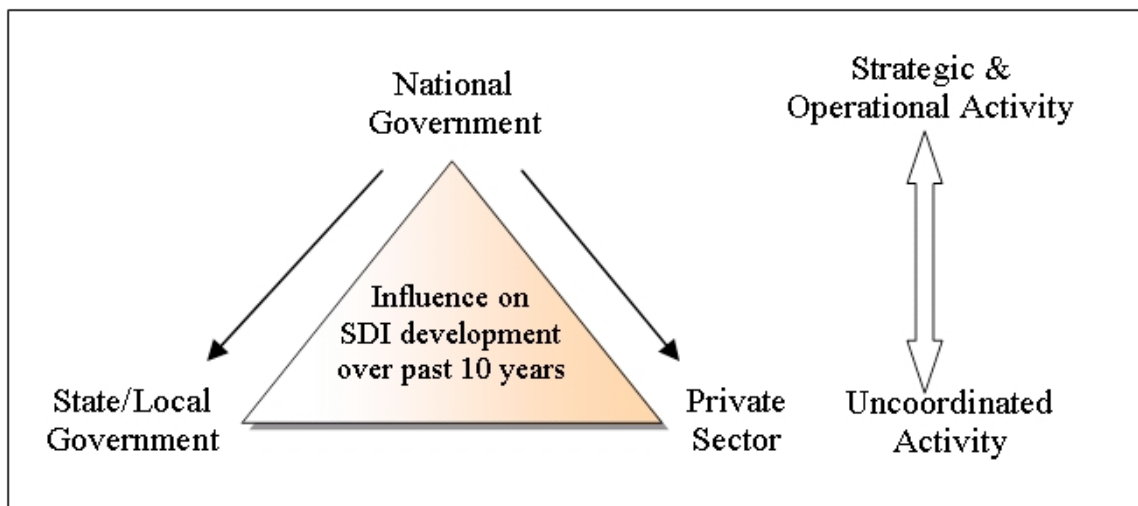 National
Government
Influence on
SDI development
over past 10 years
State/Local
Government
Private
Sector
Strategic &
Operational Activity
Uncoordinated
Activity